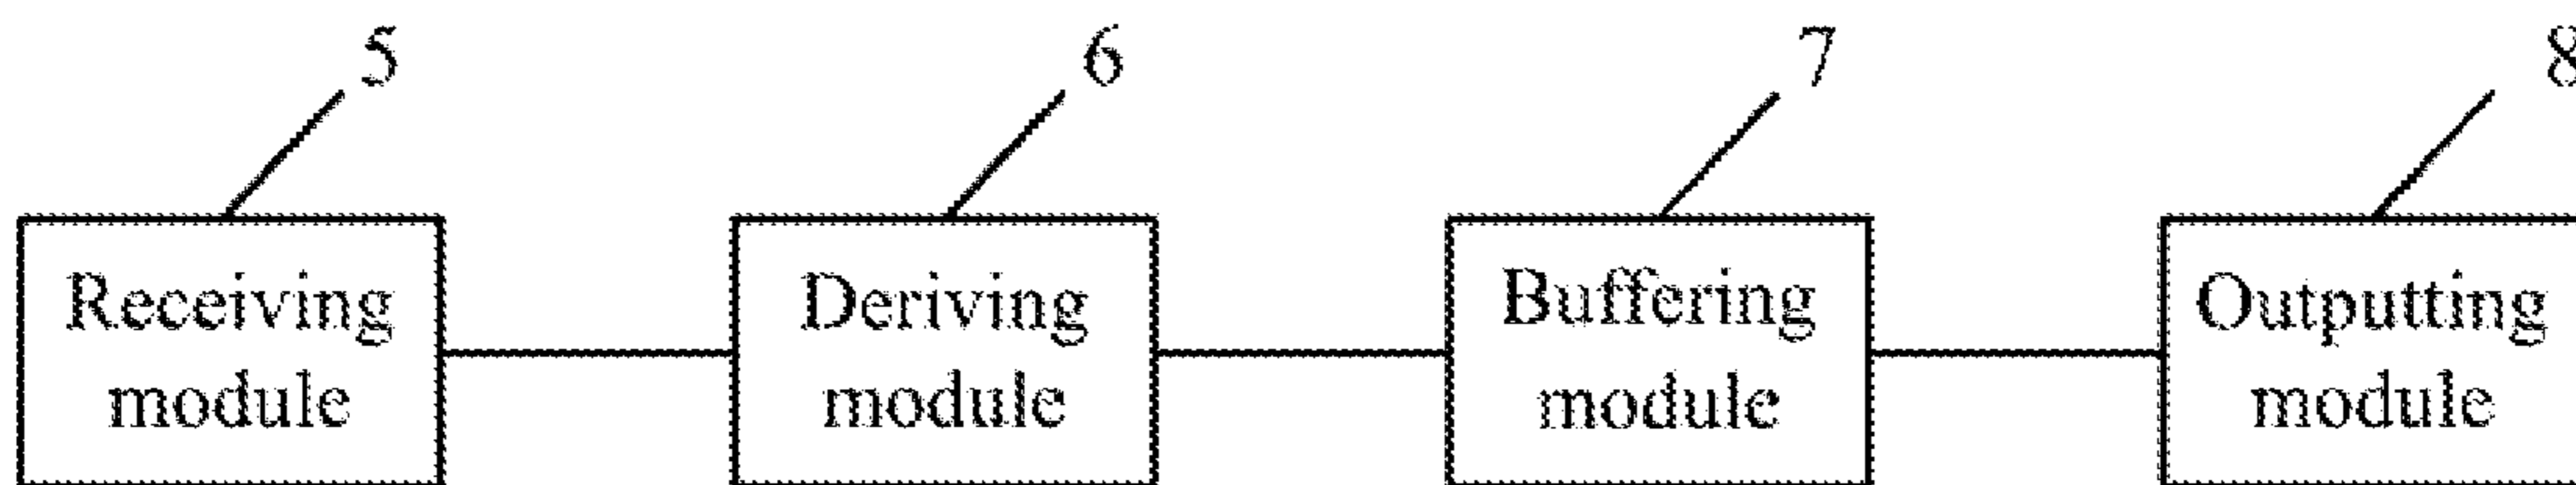 5
6
7
8
Receiving
module
Deriving
module
Buffering
module
Outputting
module